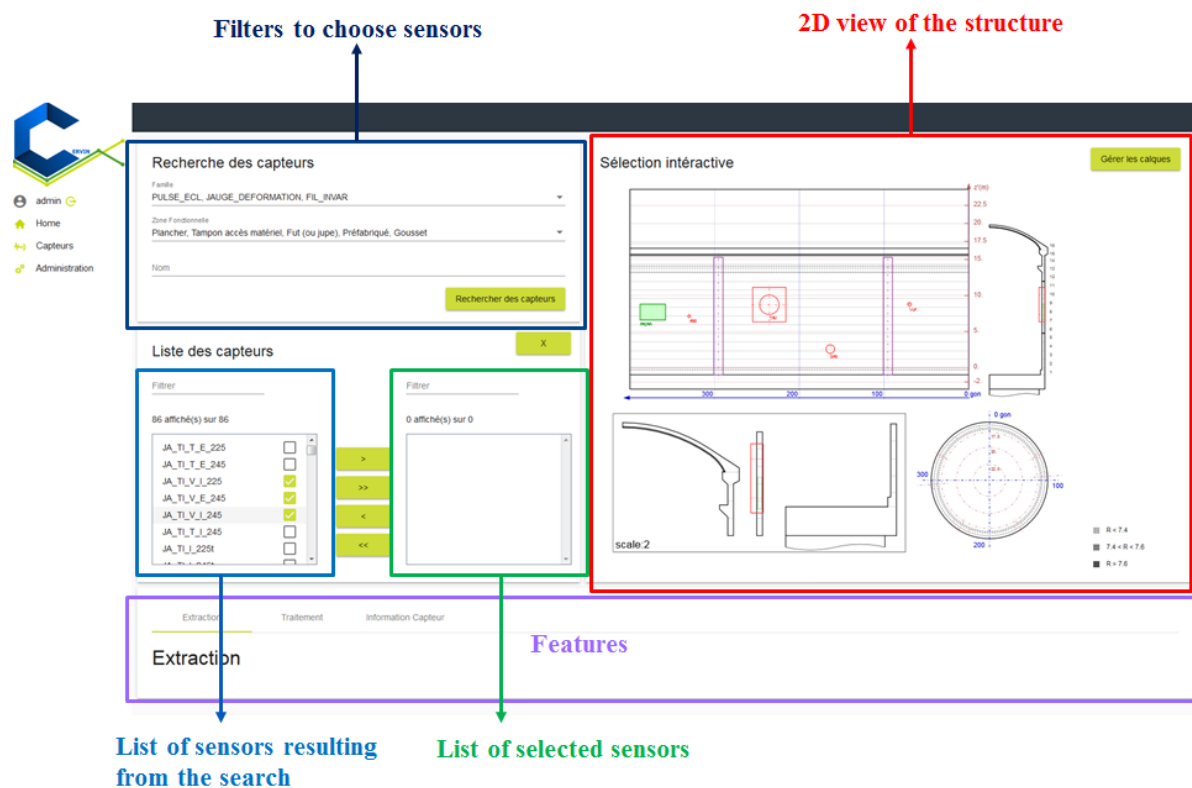 Filters to choose sensors
2D view of the structure
ERVIN
admin
Home
Capteurs
Administration
Recherche des capteurs
Famille
PULSE_ECL, JAUGE_DEFORMATION, FIL_INVAR
Zone Fonctionnelle
Plancher, Tampon accès matériel, Fut (ou jupe), Préfabriqué, Gousset
Nom
Rechercher des capteurs
Liste des capteurs
X
Filtrer
86 affiché(s) sur 86
JA_TI_T_E_225
JA_TI_T_E_245
JA_TI_V_I_225
JA_TI_V_E_245
JA_TI_V_I_245
JA_TI_T_I_245
JA_TI_I_225t
>
>>
<
<<
Filtrer
0 affiché(s) sur 0
Sélection intéractive
Gérer les calques
z'(m)
22.5
20.
17.5
15.
10.
5.
0.
-2.
300
200
100
0 gon
scale:2
0 gon
300
100
200
R < 7.4
7.4 < R < 7.6
R > 7.6
Extraction
Traitement
Information Capteur
Extraction
Features
List of sensors resulting
from the search
List of selected sensors